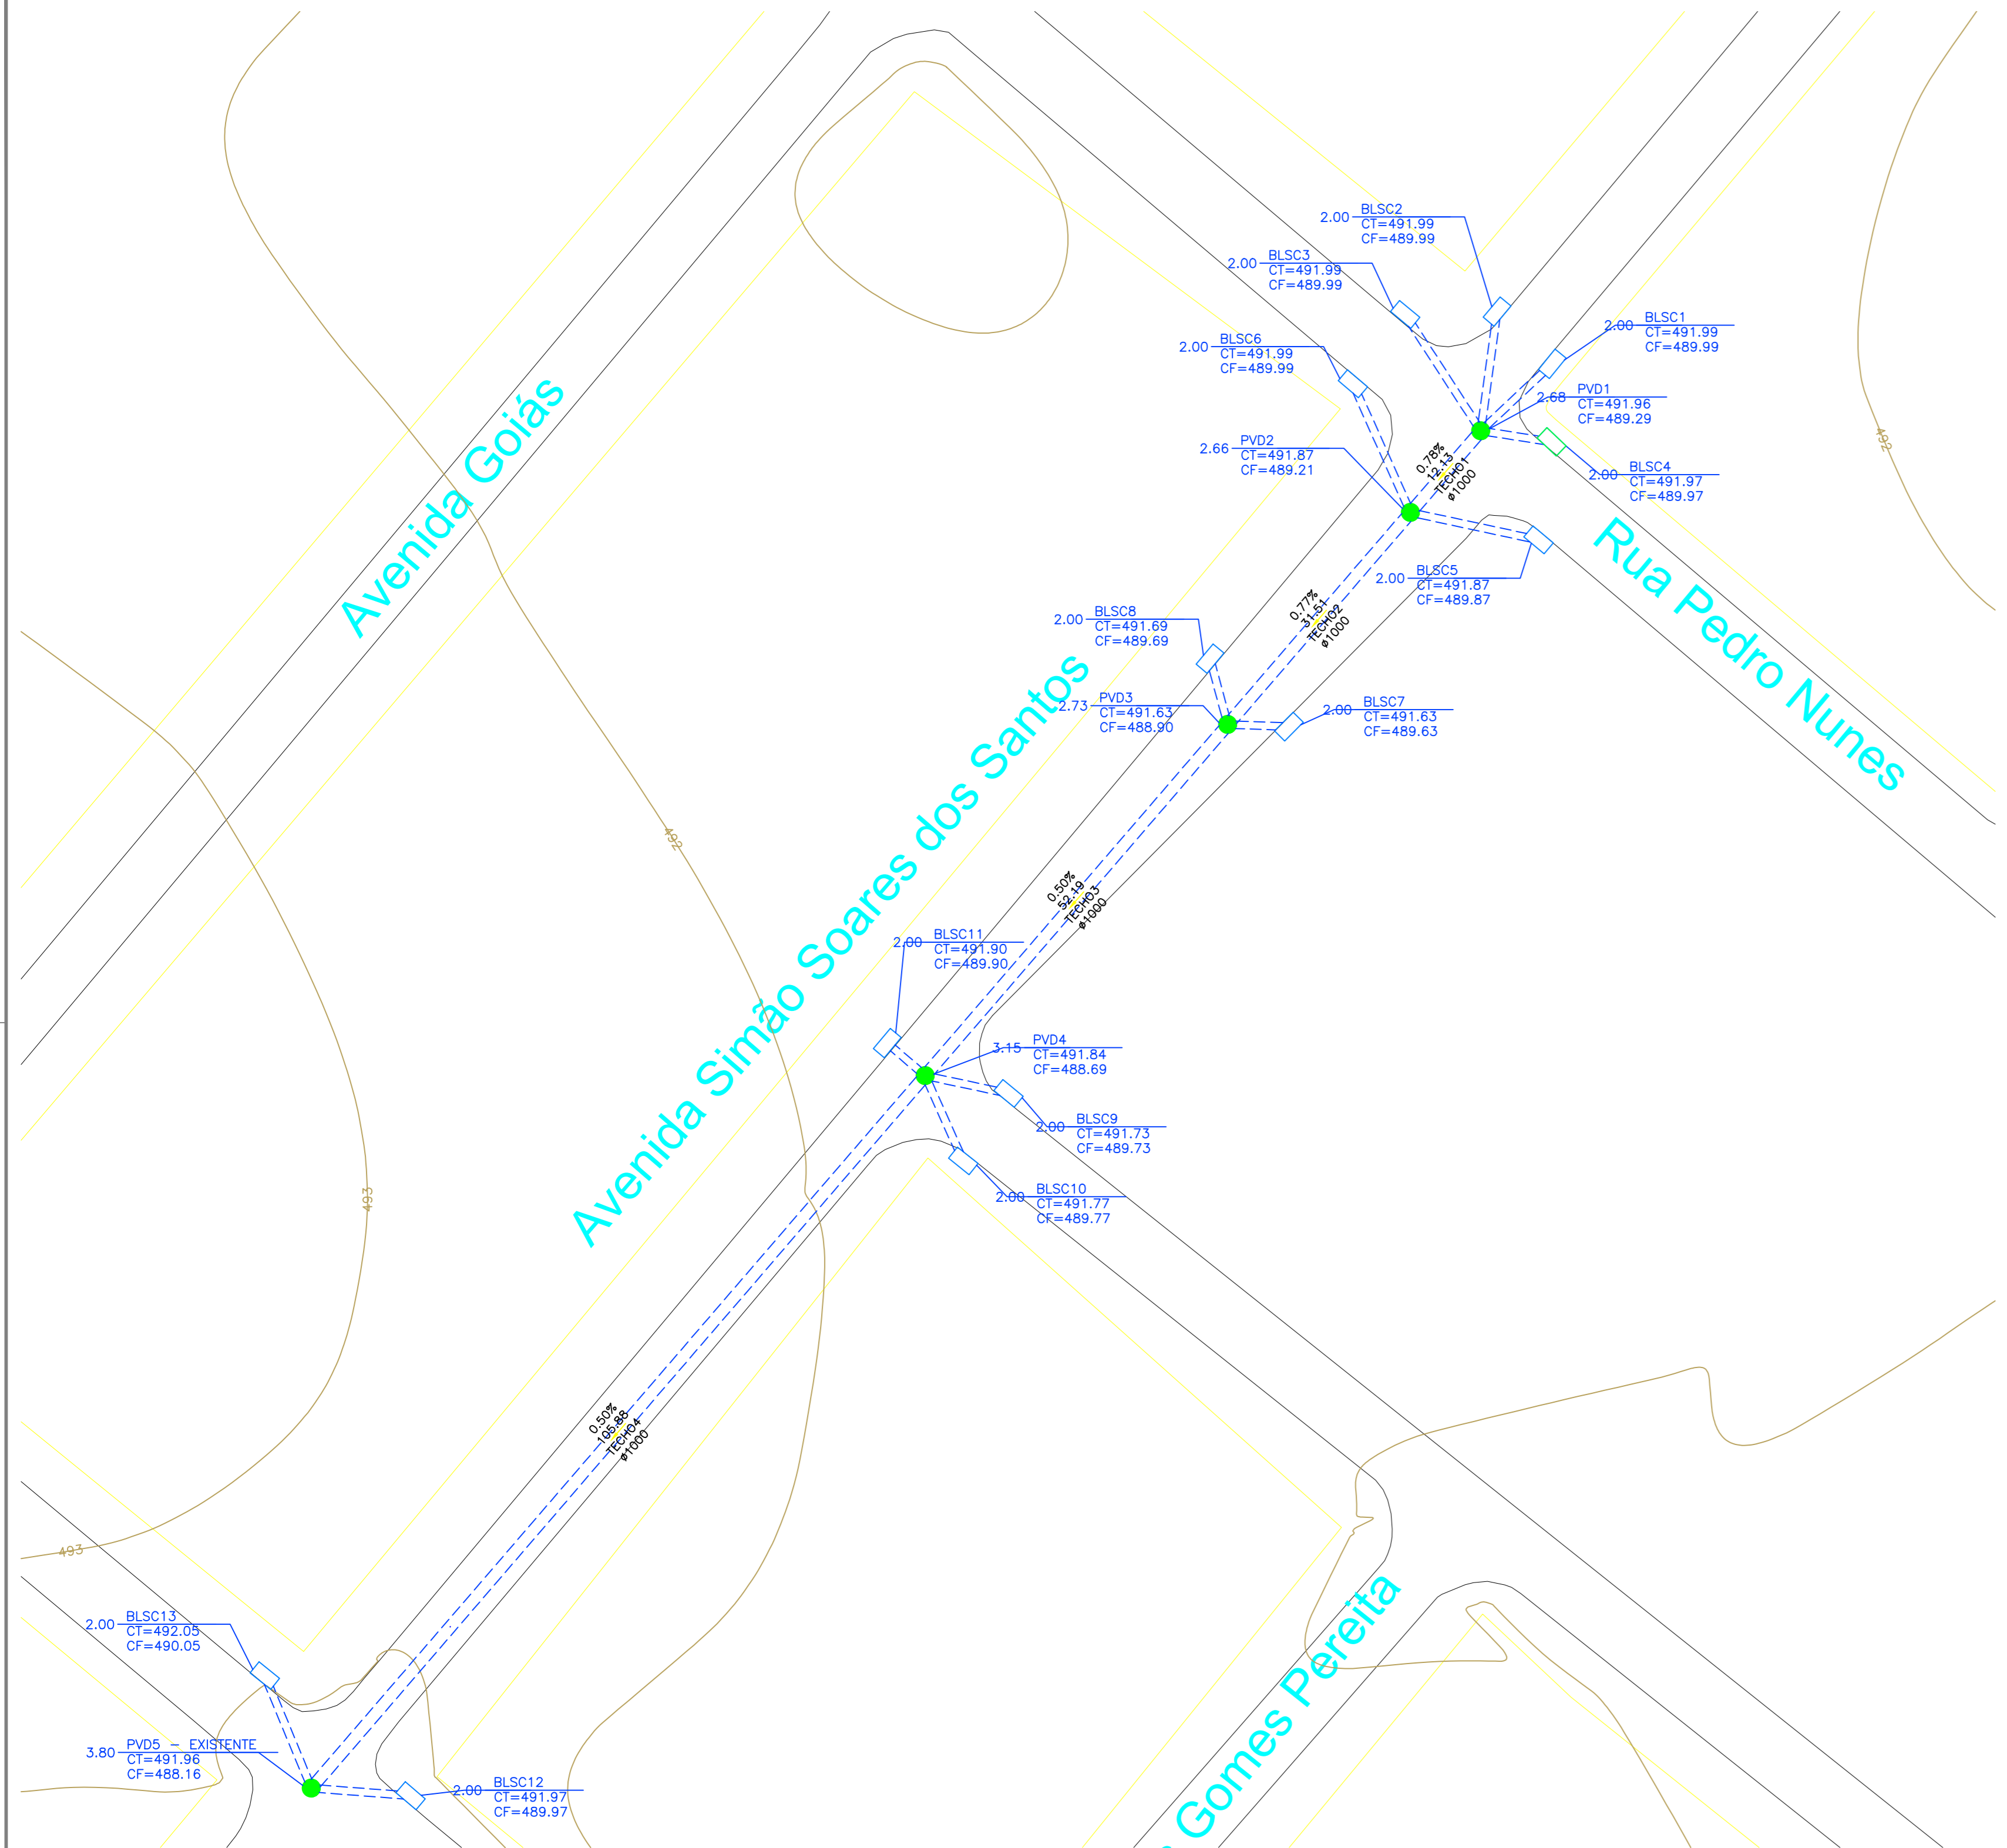 BLSC2
2.00
CT=491.99
CF=489.99
BLSC3
2.00
CT=491.99
CF=489.99
BLSC1
2.00
CT=491.99
CF=489.99
BLSC6
2.00
CT=491.99
CF=489.99
PVD1
2.68
CT=491.96
CF=489.29
PVD2
2.66
CT=491.87
CF=489.21
0.78%
12.13
TECHO1
ø1000
BLSC4
2.00
CT=491.97
CF=489.97
492
Avenida Goiás
Rua Pedro Nunes
BLSC5
2.00
CT=491.87
CF=489.87
0.77%
31.51
TECHO2
ø1000
BLSC8
2.00
CT=491.69
CF=489.69
PVD3
2.73
CT=491.63
CF=488.90
BLSC7
2.00
CT=491.63
CF=489.63
492
Avenida Simão Soares dos Santos
0.50%
52.19
TECHO3
ø1000
BLSC11
2.00
CT=491.90
CF=489.90
PVD4
3.15
CT=491.84
CF=488.69
BLSC9
2.00
CT=491.73
CF=489.73
BLSC10
2.00
CT=491.77
CF=489.77
493
0.50%
105.88
TECHO4
ø1000
493
BLSC13
2.00
CT=492.05
CF=490.05
Gomes Pereita
PVD5 - EXISTENTE
3.80
CT=491.96
CF=488.16
BLSC12
2.00
CT=491.97
CF=489.97